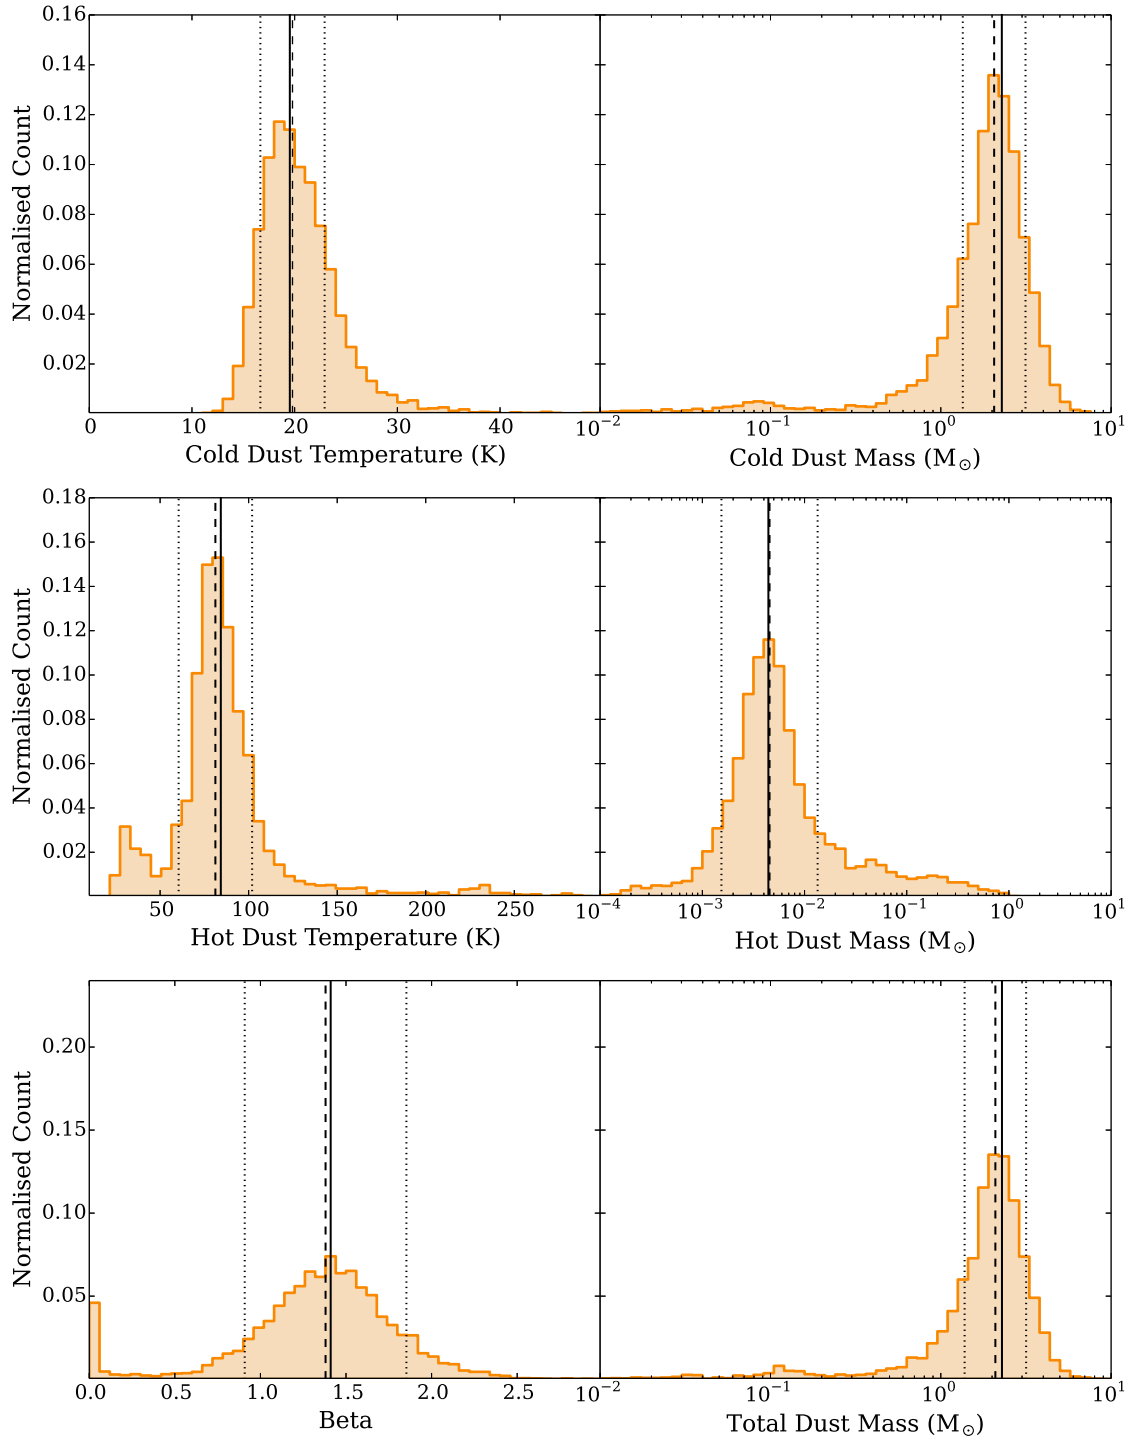 0.16
0.14
0.12
0.10
0.08
0.06
0.04
0.02
Normalised Count
0 10 20 30 40
Cold Dust Temperature (K)
10⁻² 10⁻¹ 10⁰ 10¹
Cold Dust Mass (M☉)
0.18
0.16
0.14
0.12
0.10
0.08
0.06
0.04
0.02
Normalised Count
50 100 150 200 250
Hot Dust Temperature (K)
10⁻⁴ 10⁻³ 10⁻² 10⁻¹ 10⁰ 10¹
Hot Dust Mass (M☉)
0.20
0.15
0.10
0.05
Normalised Count
0.0 0.5 1.0 1.5 2.0 2.5
Beta
10⁻² 10⁻¹ 10⁰ 10¹
Total Dust Mass (M☉)